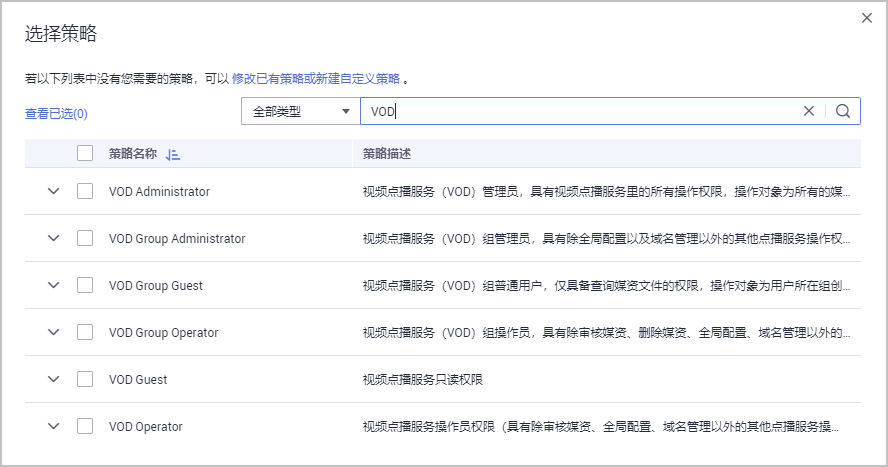 选择策略
若以下列表中没有您需要的策略，可以 修改已有策略或新建自定义策略 。
查看已选(0) 全部类型 VOD
策略名称 策略描述
VOD Administrator 视频点播服务（VOD）管理员，具有视频点播服务里的所有操作权限，操作对象为所有的媒...
VOD Group Administrator 视频点播服务（VOD）组管理员，具有除全局配置以及域名管理以外的其他点播服务操作权...
VOD Group Guest 视频点播服务（VOD）组普通用户，仅具备查询媒资文件的权限，操作对象为用户所在组创...
VOD Group Operator 视频点播服务（VOD）组操作员，具有除审核媒资、删除媒资、全局配置、域名管理以外的...
VOD Guest 视频点播服务只读权限
VOD Operator 视频点播服务操作员权限（具有除审核媒资、全局配置、域名管理以外的其他点播服务操...